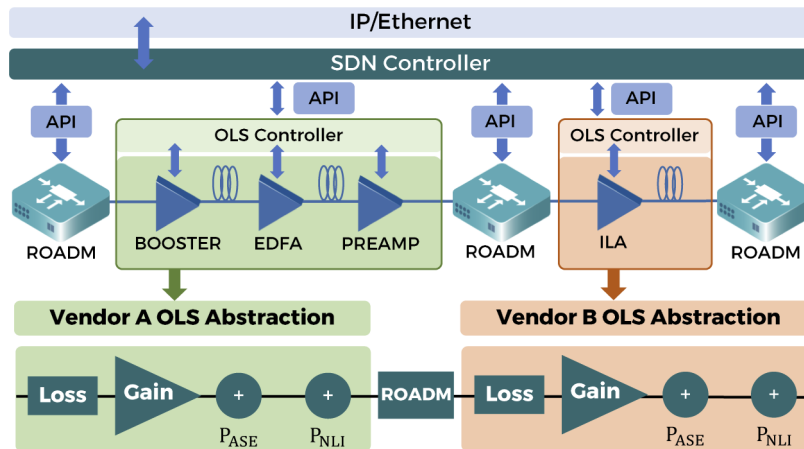 IP/Ethernet
SDN Controller
API
API
API
API
API
OLS Controller
OLS Controller
ROADM
BOOSTER
EDFA
PREAMP
ROADM
ILA
ROADM
Vendor A OLS Abstraction
Vendor B OLS Abstraction
Loss
Gain
+
+
ROADM
Loss
Gain
+
+
PASE
PNLI
PASE
PNLI